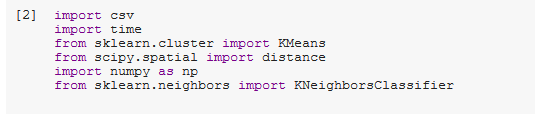 [2] import csv
import time
from sklearn.cluster import KMeans
from scipy.spatial import distance
import numpy as np
from sklearn.neighbors import KNeighborsClassifier